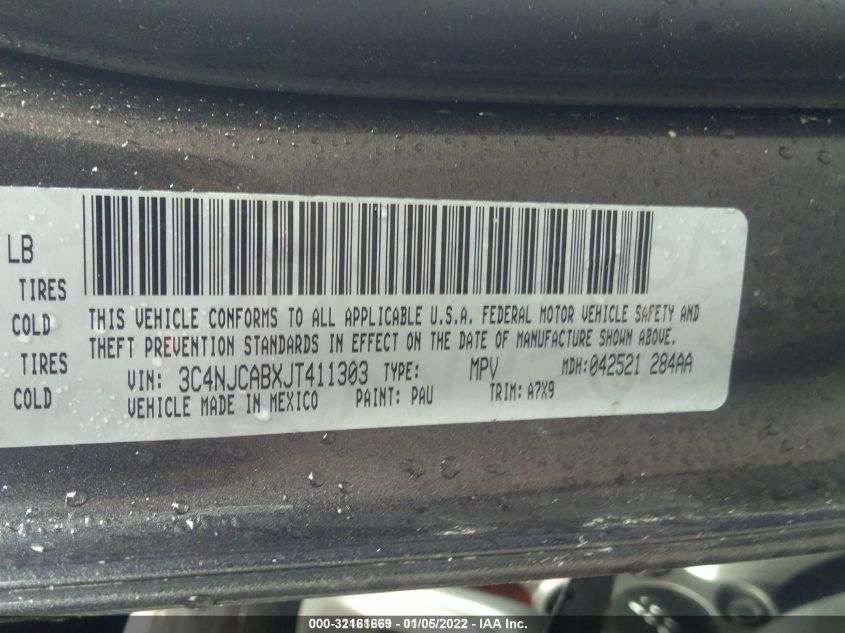 LB
TIRES
COLD
TIRES
COLD
THIS VEHICLE CONFORMS TO ALL APPLICABLE U.S.A. FEDERAL MOTOR VEHICLE SAFETY AND
THEFT PREVENTION STANDARDS IN EFFECT ON THE DATE OF MANUFACTURE SHOWN ABOVE.
VIN: 3C4NJCABXJT411303 TYPE: MPV MDH:042521 284AA
VEHICLE MADE IN MEXICO PAINT: PAU TRIM: A7X9
000-32161669 - 01/05/2022 - IAA Inc.